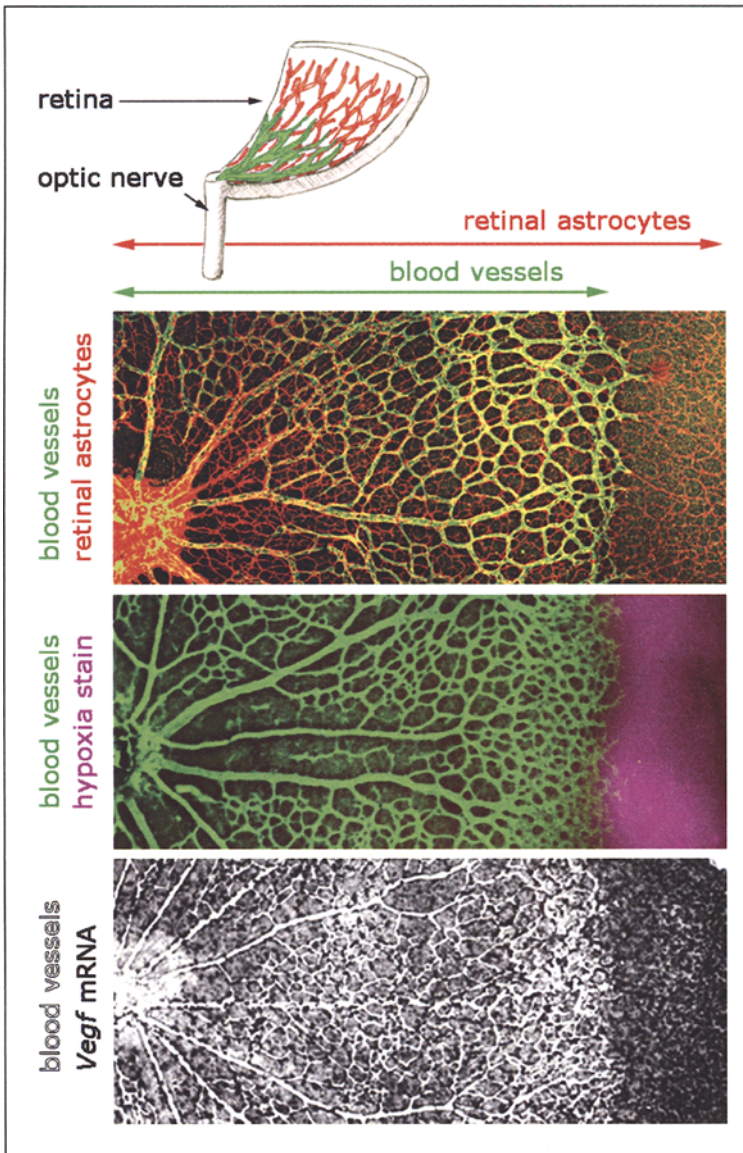 retina
optic nerve
retinal astrocytes
blood vessels
blood vessels
retinal astrocytes
blood vessels
hypoxia stain
blood vessels
Vegf mRNA